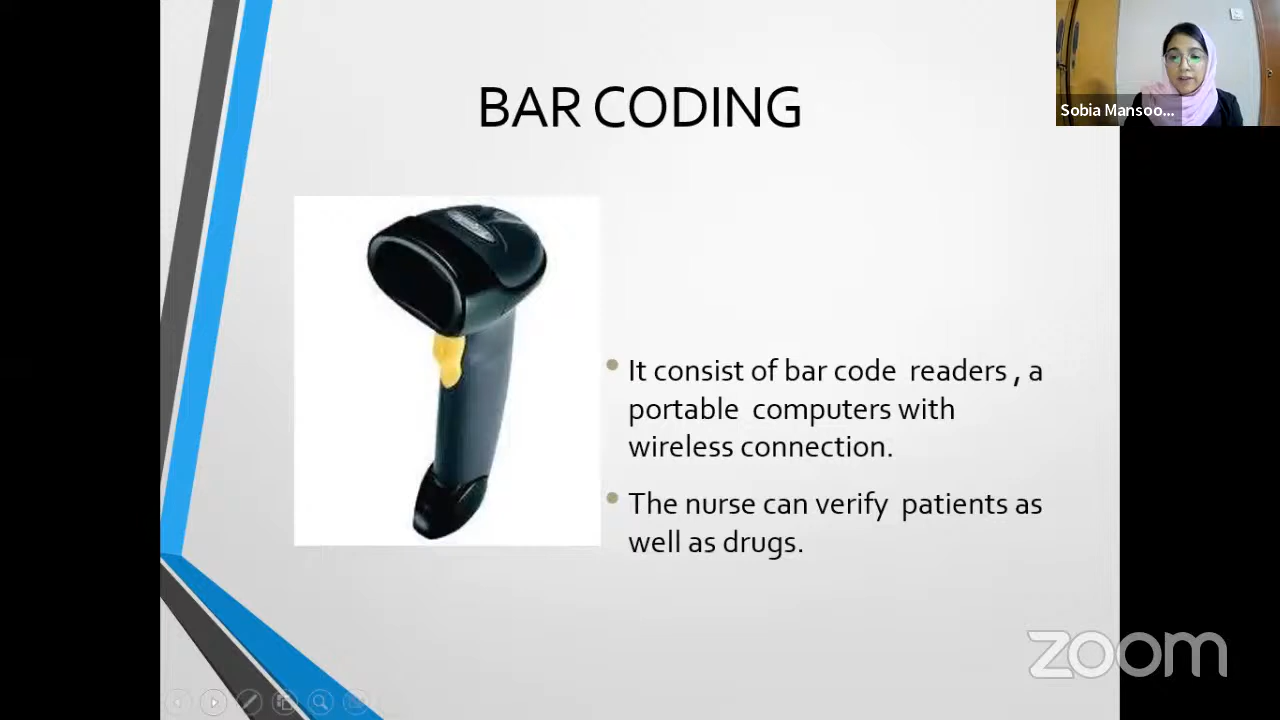 BAR CODING
Sobia Mansoo...
It consist of bar code readers , a
portable computers with
wireless connection.
The nurse can verify patients as
well as drugs.
zoom